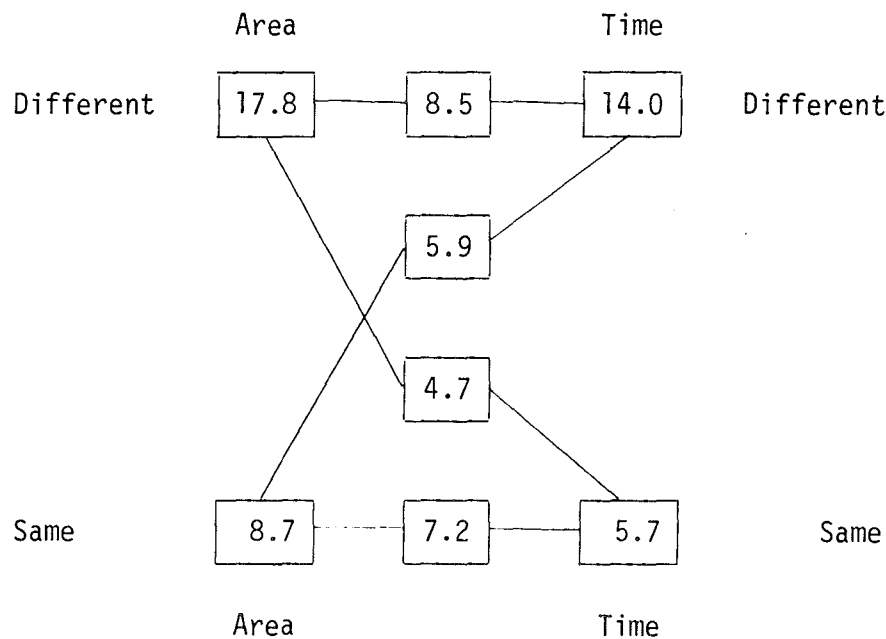 Area Time
Different 17.8 8.5 14.0 Different
5.9
4.7
Same 8.7 7.2 5.7 Same
Area Time